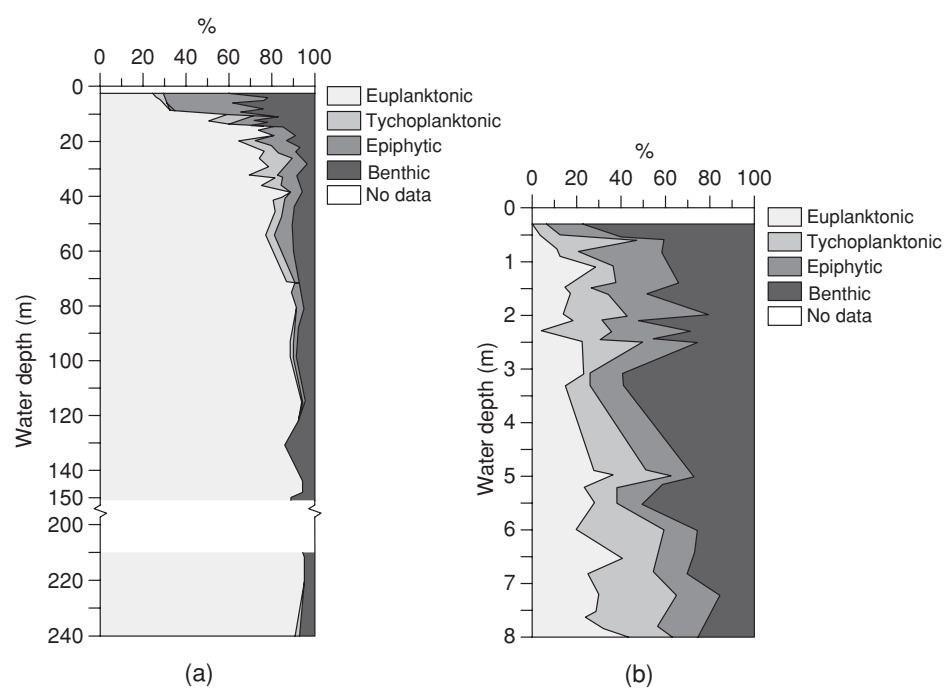 %
0 20 40 60 80 100
0
20
40
60
80
100
120
140
150
200
220
240
Water depth (m)
Euplanktonic
Tychoplanktonic
Epiphytic
Benthic
No data
(a)
%
0 20 40 60 80 100
0
1
2
3
4
5
6
7
8
Water depth (m)
Euplanktonic
Tychoplanktonic
Epiphytic
Benthic
No data
(b)